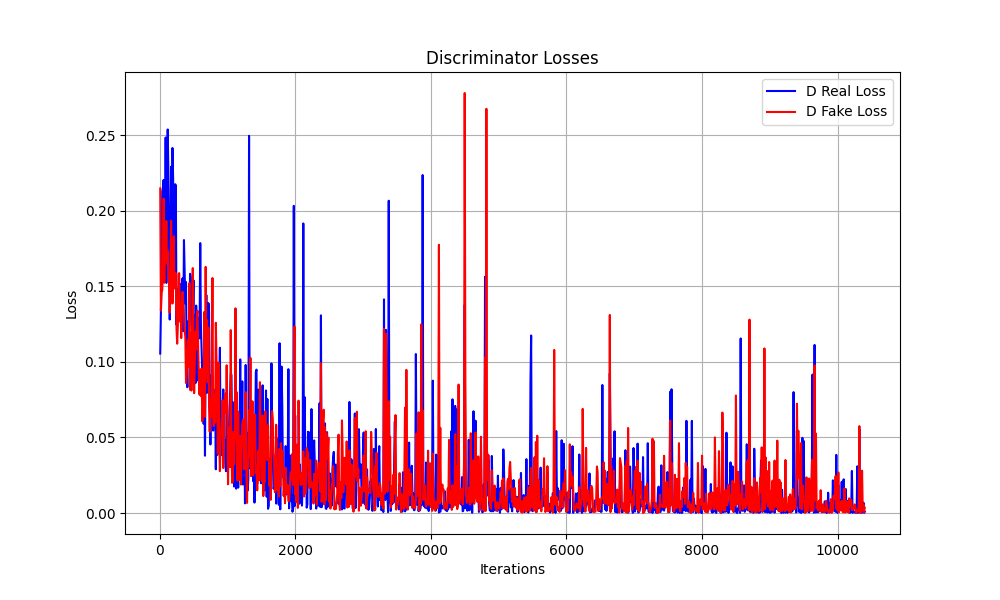 Discriminator Losses
D Real Loss
D Fake Loss
0.25
0.20
0.15
0.10
0.05
0.00
Loss
0 2000 4000 6000 8000 10000
Iterations